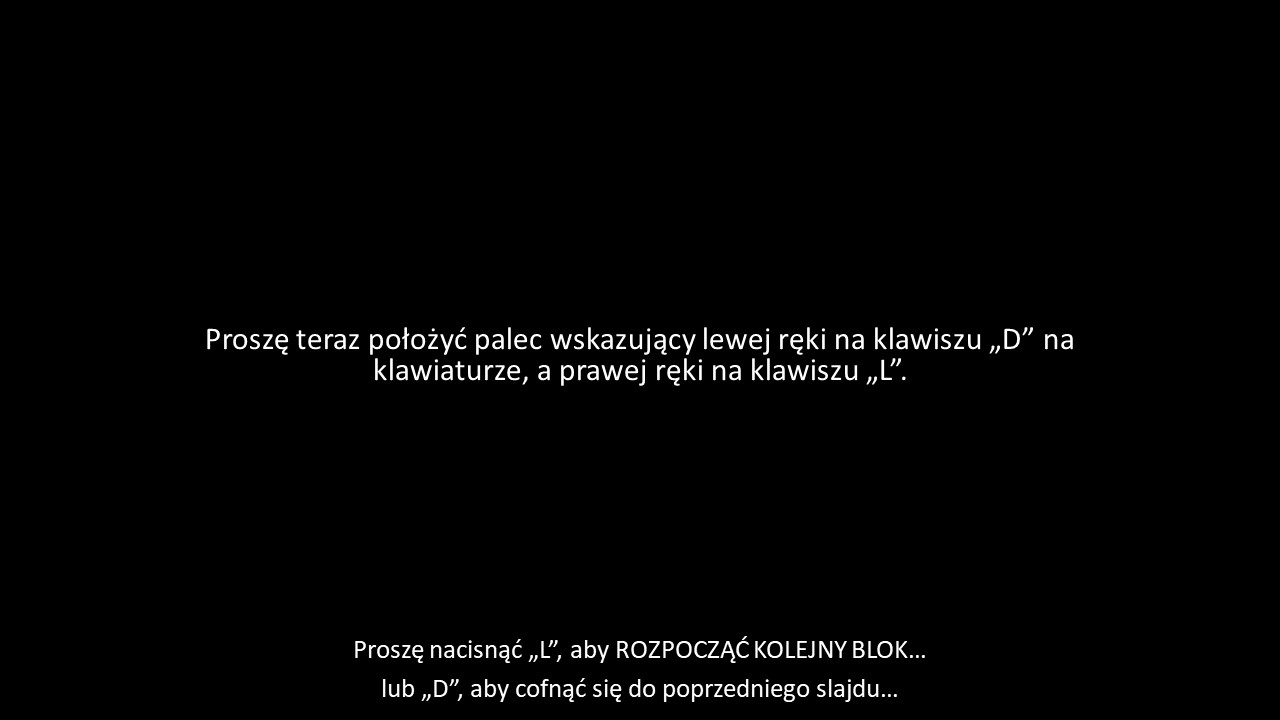 Proszę teraz położyć palec wskazujący lewej ręki na klawiszu „D” na
klawiaturze, a prawej ręki na klawiszu „L”.
Proszę nacisnąć „L”, aby ROZPOCZĄĆ KOLEJNY BLOK...
lub „D”, aby cofnąć się do poprzedniego slajdu...